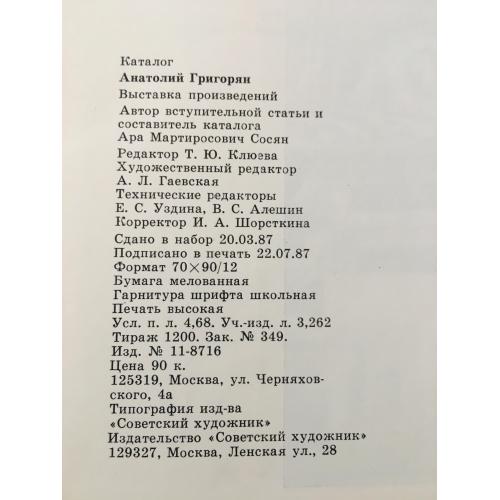 Каталог
Анатолий Григорян
Выставка произведений
Автор вступительной статьи и
составитель каталога
Ара Мартиросович Сосян
Редактор Т. Ю. Клюева
Художественный редактор
А. Л. Гаевская
Технические редакторы
Е. С. Уздина, В. С. Алешин
Корректор И. А. Шорсткина
Сдано в набор 20.03.87
Подписано в печать 22.07.87
Формат 70×90/12
Бумага мелованная
Гарнитура шрифта школьная
Печать высокая
Усл. п. л. 4,68. Уч.-изд. л. 3,262
Тираж 1200. Зак. № 349.
Изд. № 11-8716
Цена 90 к.
125319, Москва, ул. Черняхов-
ского, 4а
Типография изд-ва
«Советский художник»
Издательство «Советский художник»
129327, Москва, Ленская ул., 28